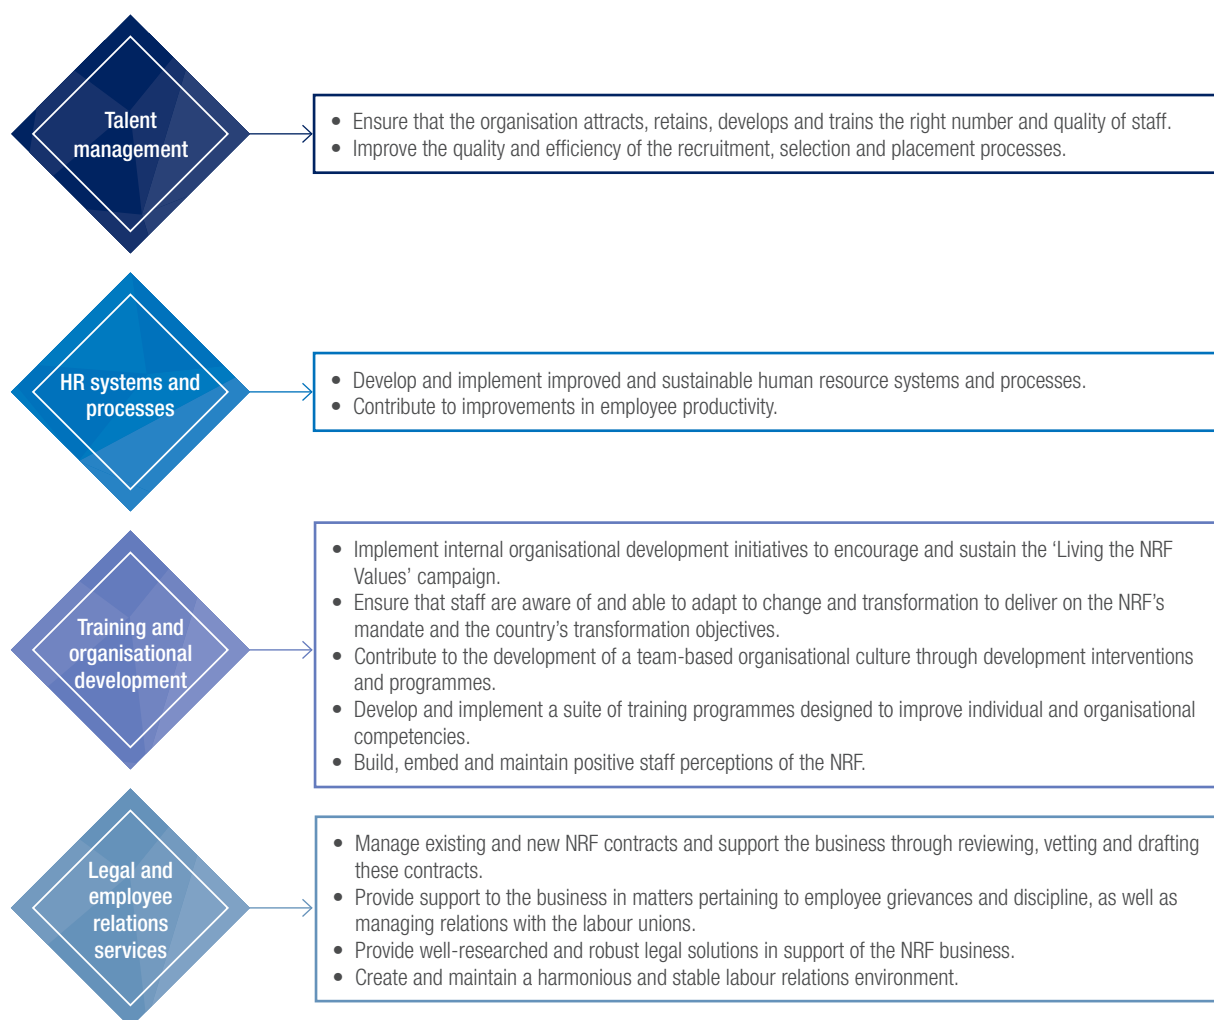 Talent
management
• Ensure that the organisation attracts, retains, develops and trains the right number and quality of staff.
• Improve the quality and efficiency of the recruitment, selection and placement processes.
HR systems and
processes
• Develop and implement improved and sustainable human resource systems and processes.
• Contribute to improvements in employee productivity.
Training and
organisational
development
• Implement internal organisational development initiatives to encourage and sustain the ‘Living the NRF
Values’ campaign.
• Ensure that staff are aware of and able to adapt to change and transformation to deliver on the NRF’s
mandate and the country’s transformation objectives.
• Contribute to the development of a team-based organisational culture through development interventions
and programmes.
• Develop and implement a suite of training programmes designed to improve individual and organisational
competencies.
• Build, embed and maintain positive staff perceptions of the NRF.
Legal and
employee
relations
services
• Manage existing and new NRF contracts and support the business through reviewing, vetting and drafting
these contracts.
• Provide support to the business in matters pertaining to employee grievances and discipline, as well as
managing relations with the labour unions.
• Provide well-researched and robust legal solutions in support of the NRF business.
• Create and maintain a harmonious and stable labour relations environment.